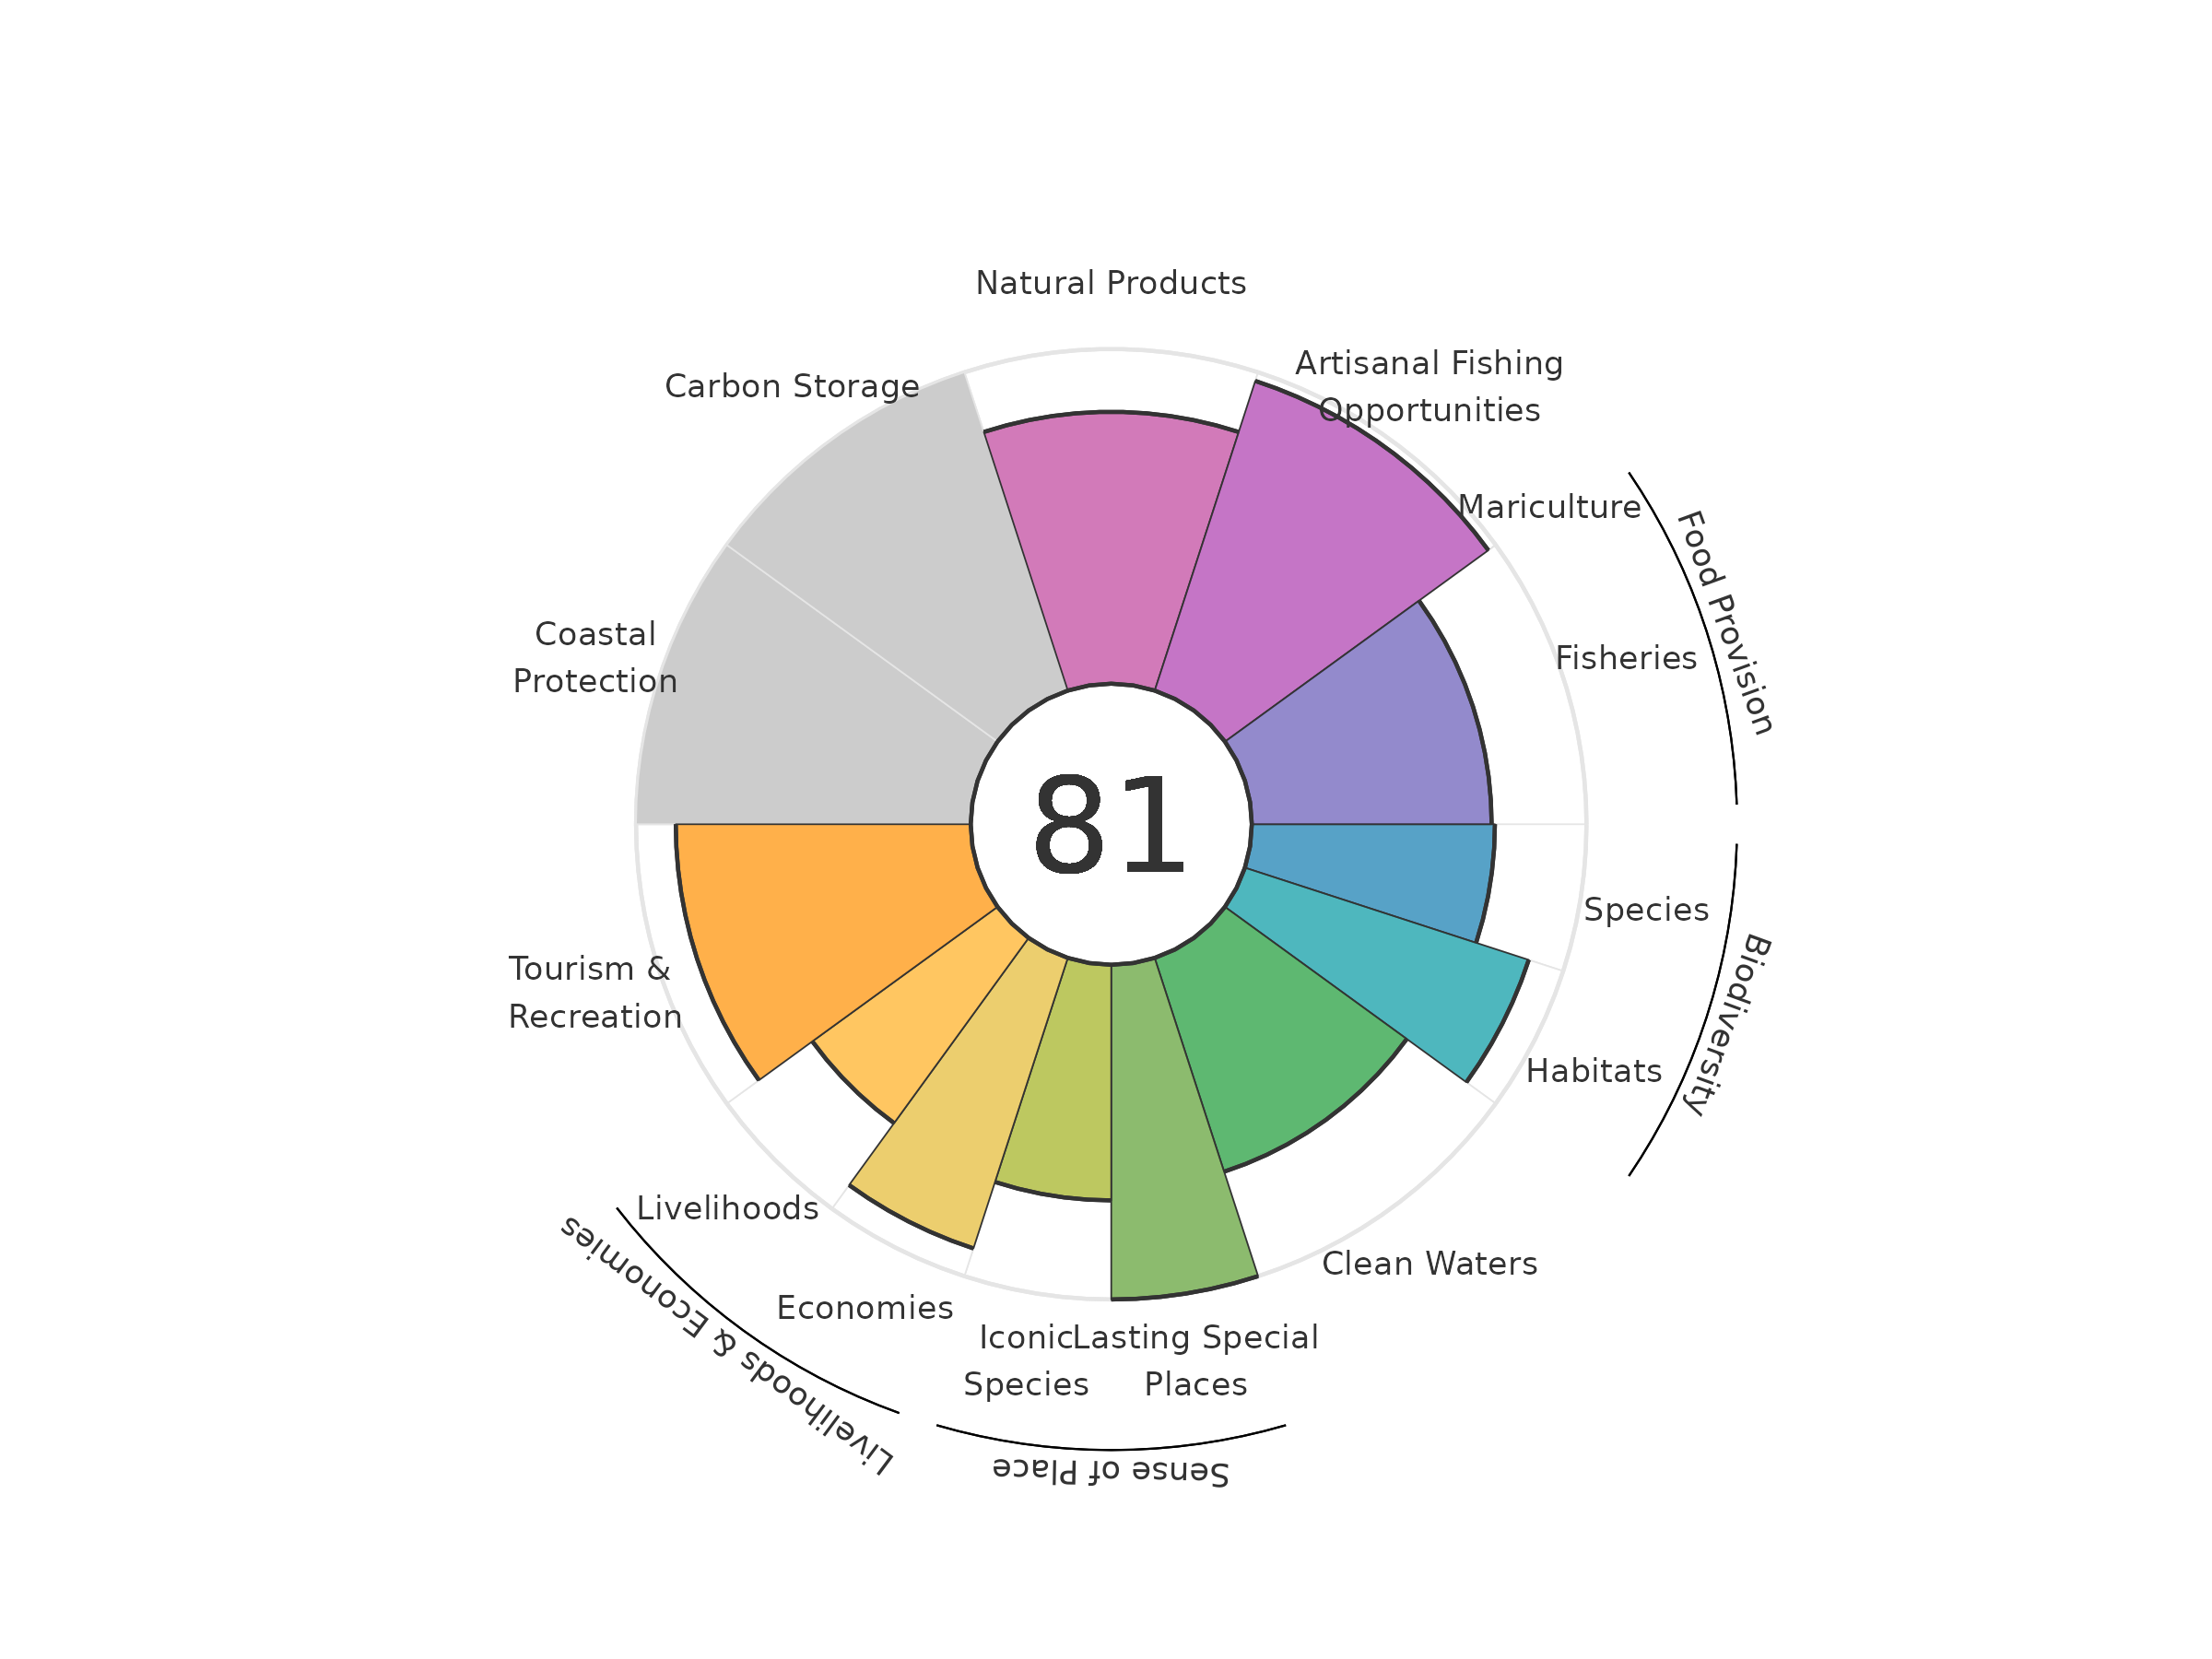 Natural Products
Artisanal Fishing
Opportunities
Carbon Storage
Mariculture
Food Provision
Fisheries
Coastal
Protection
81
Species
Biodiversity
Tourism &
Recreation
Habitats
Livelihoods
Clean Waters
Economies
Livelihoods & Economies
Iconic
Species
Lasting Special
Places
Sense of Place